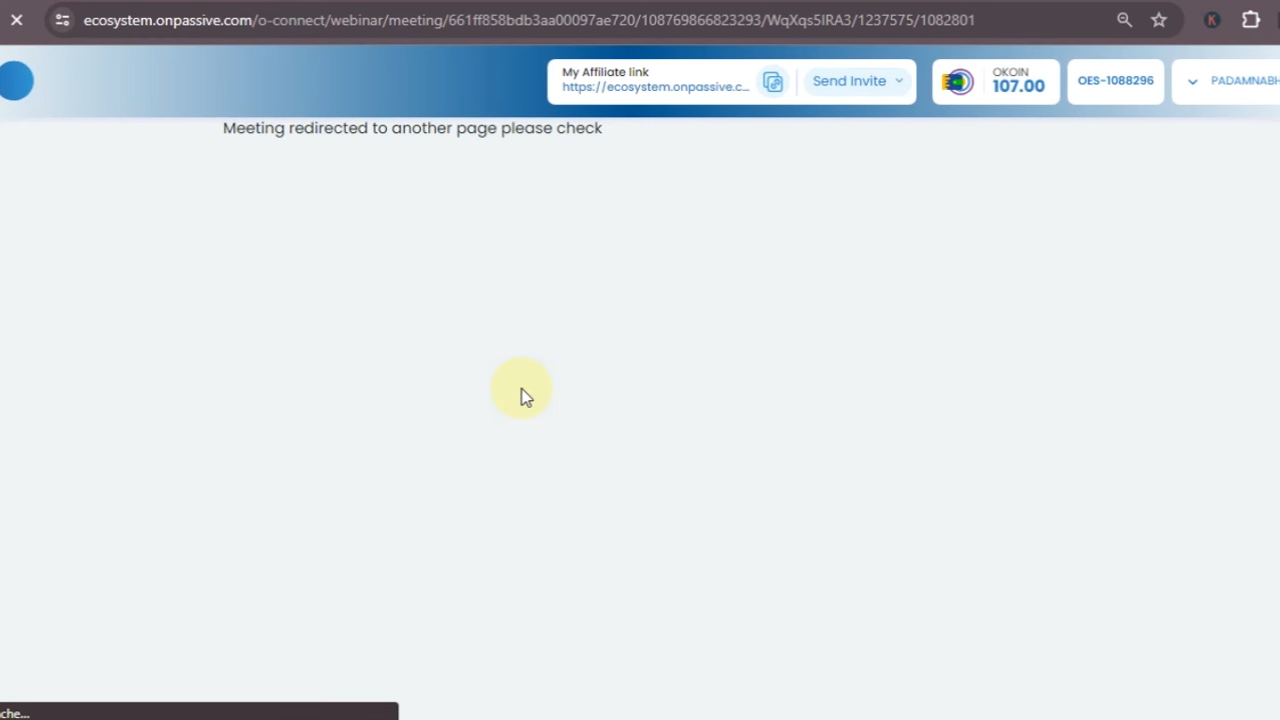 ecosystem.onpassive.com/o-connect/webinar/meeting/661ff858bdb3aa00097ae720/108769866823293/WqXqs5IRA3/1237575/1082801
K
My Affiliate link
https://ecosystem.onpassive.c...
Send Invite
OKOIN
107.00
OES-1088296
PADAMNABH
Meeting redirected to another page please check
che...